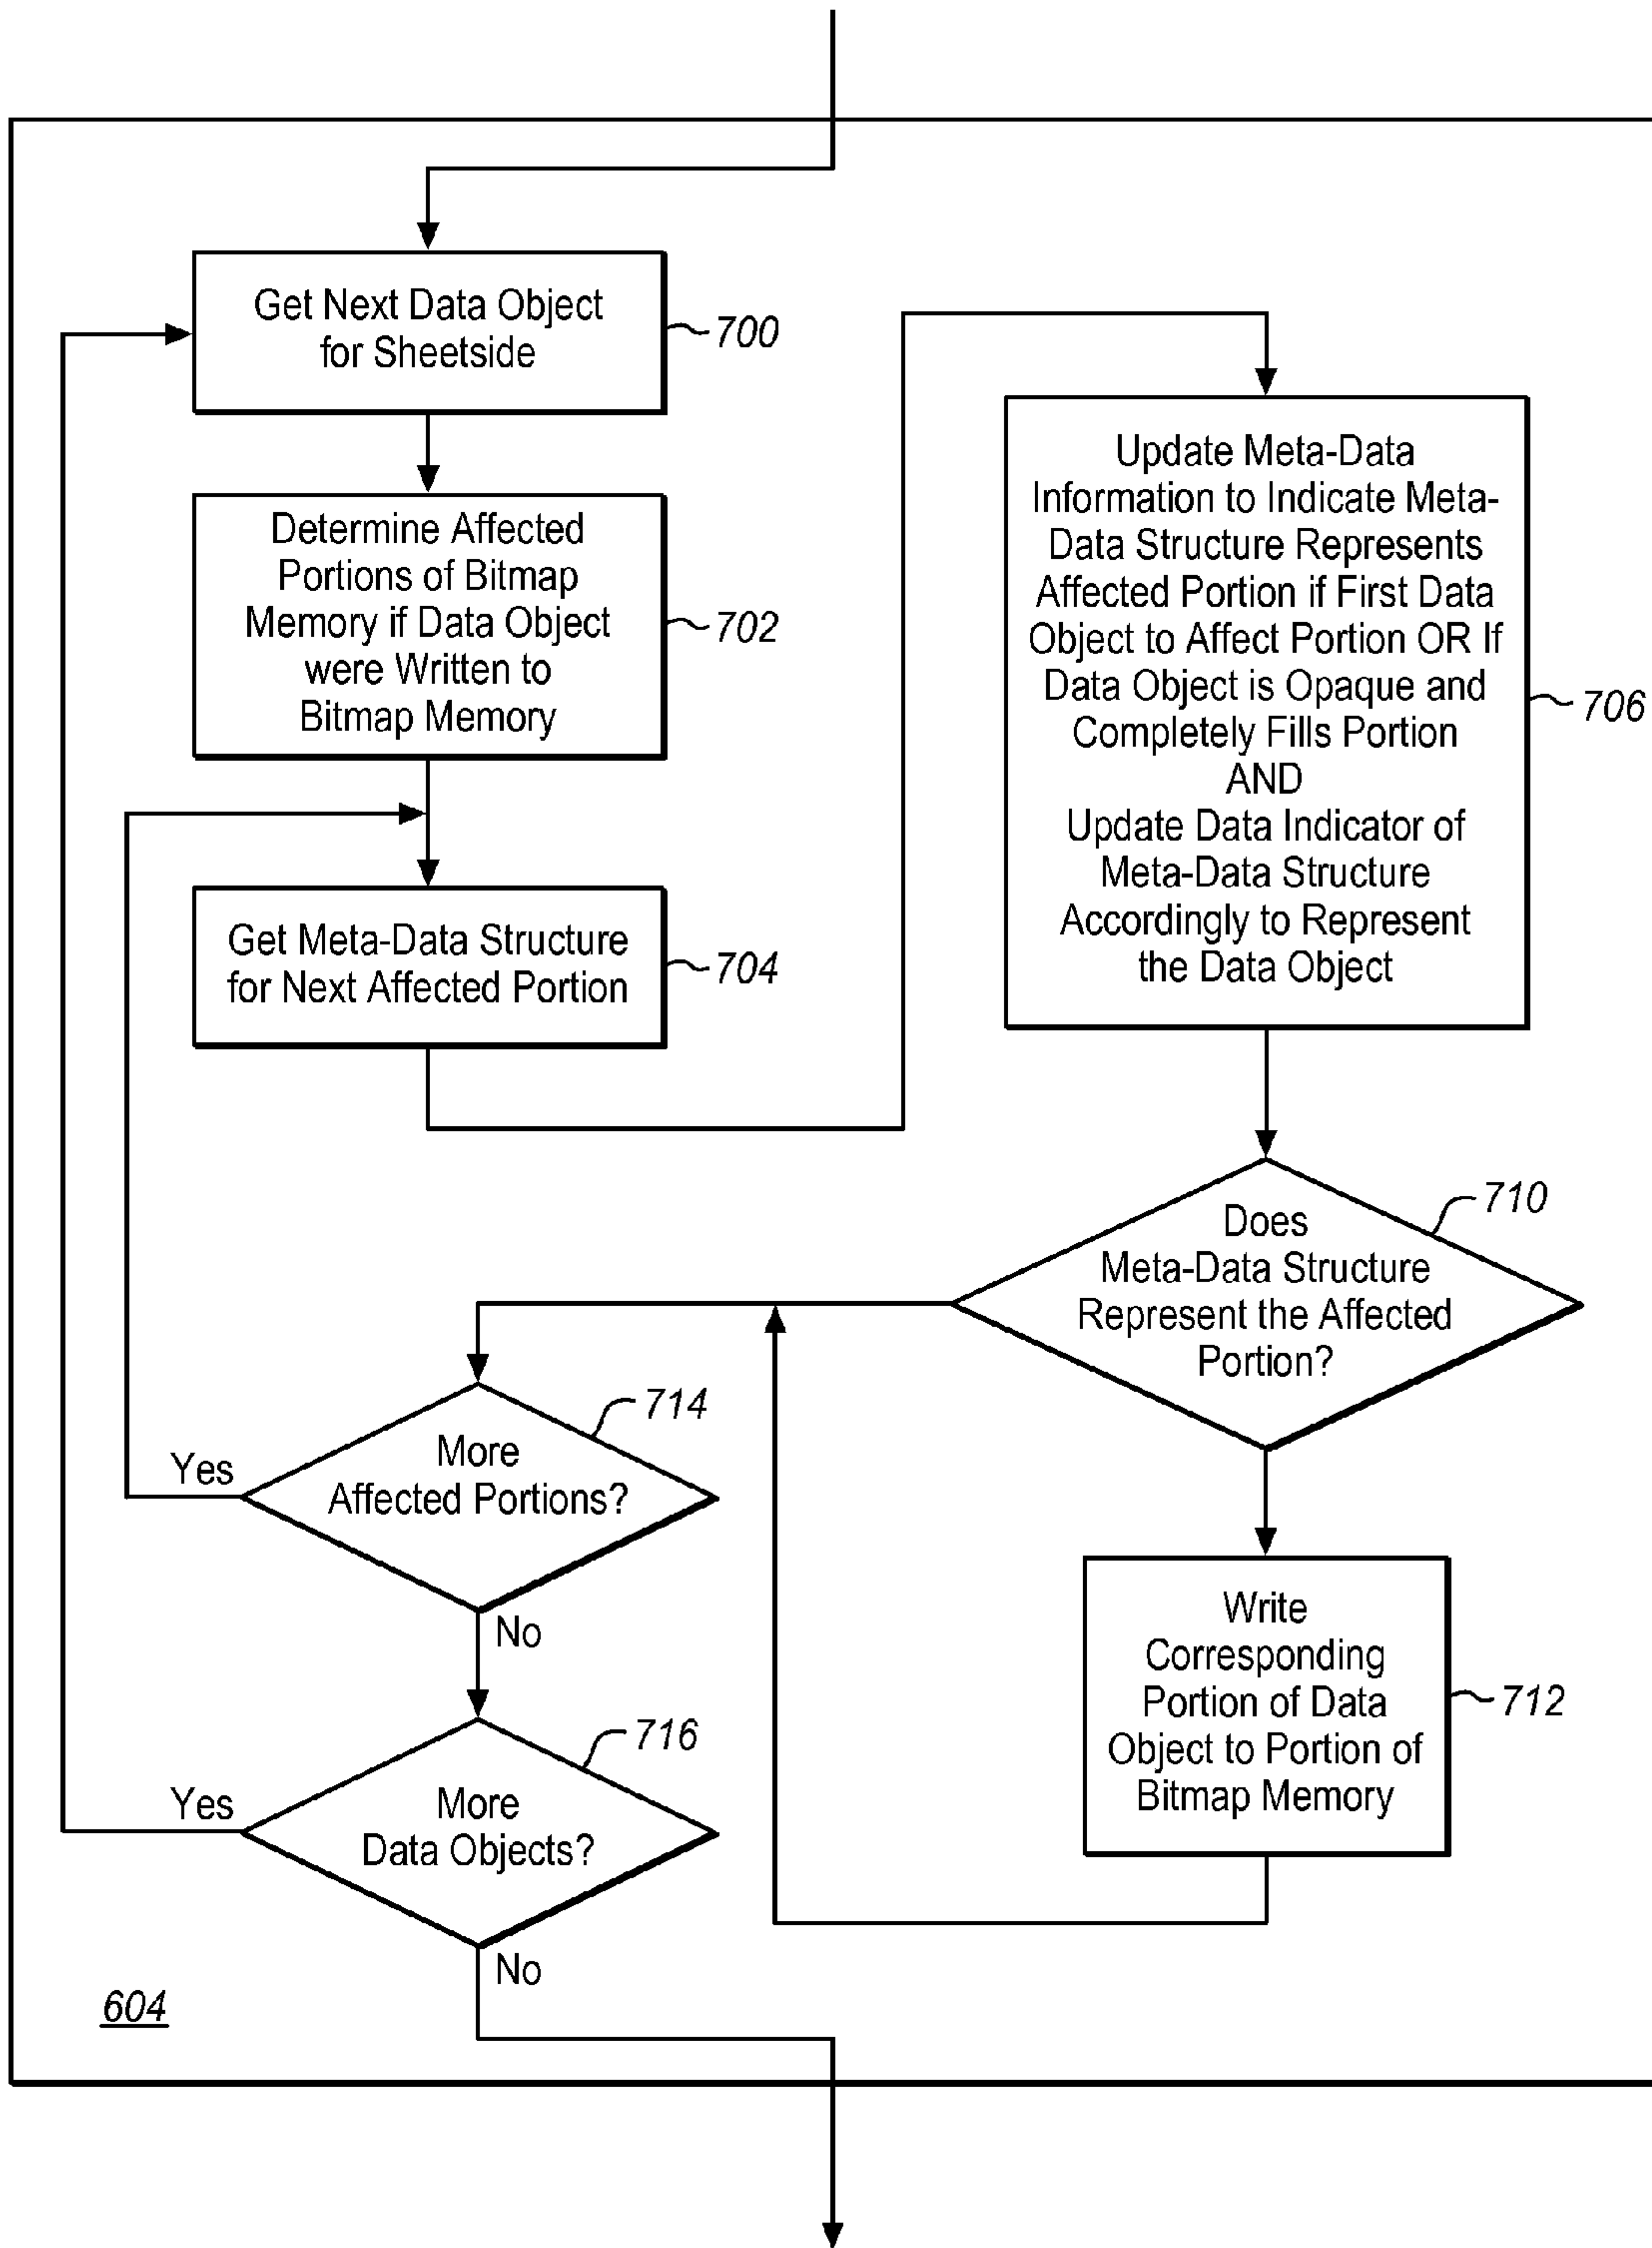 Get Next Data Object
for Sheetside
700
Determine Affected
Portions of Bitmap
Memory if Data Object
were Written to
Bitmap Memory
702
Get Meta-Data Structure
for Next Affected Portion
704
Update Meta-Data
Information to Indicate Meta-
Data Structure Represents
Affected Portion if First Data
Object to Affect Portion OR If
Data Object is Opaque and
Completely Fills Portion
AND
Update Data Indicator of
Meta-Data Structure
Accordingly to Represent
the Data Object
706
Does
Meta-Data Structure
Represent the Affected
Portion?
710
Write
Corresponding
Portion of Data
Object to Portion of
Bitmap Memory
712
More
Affected Portions?
714
Yes
No
More
Data Objects?
716
Yes
No
604